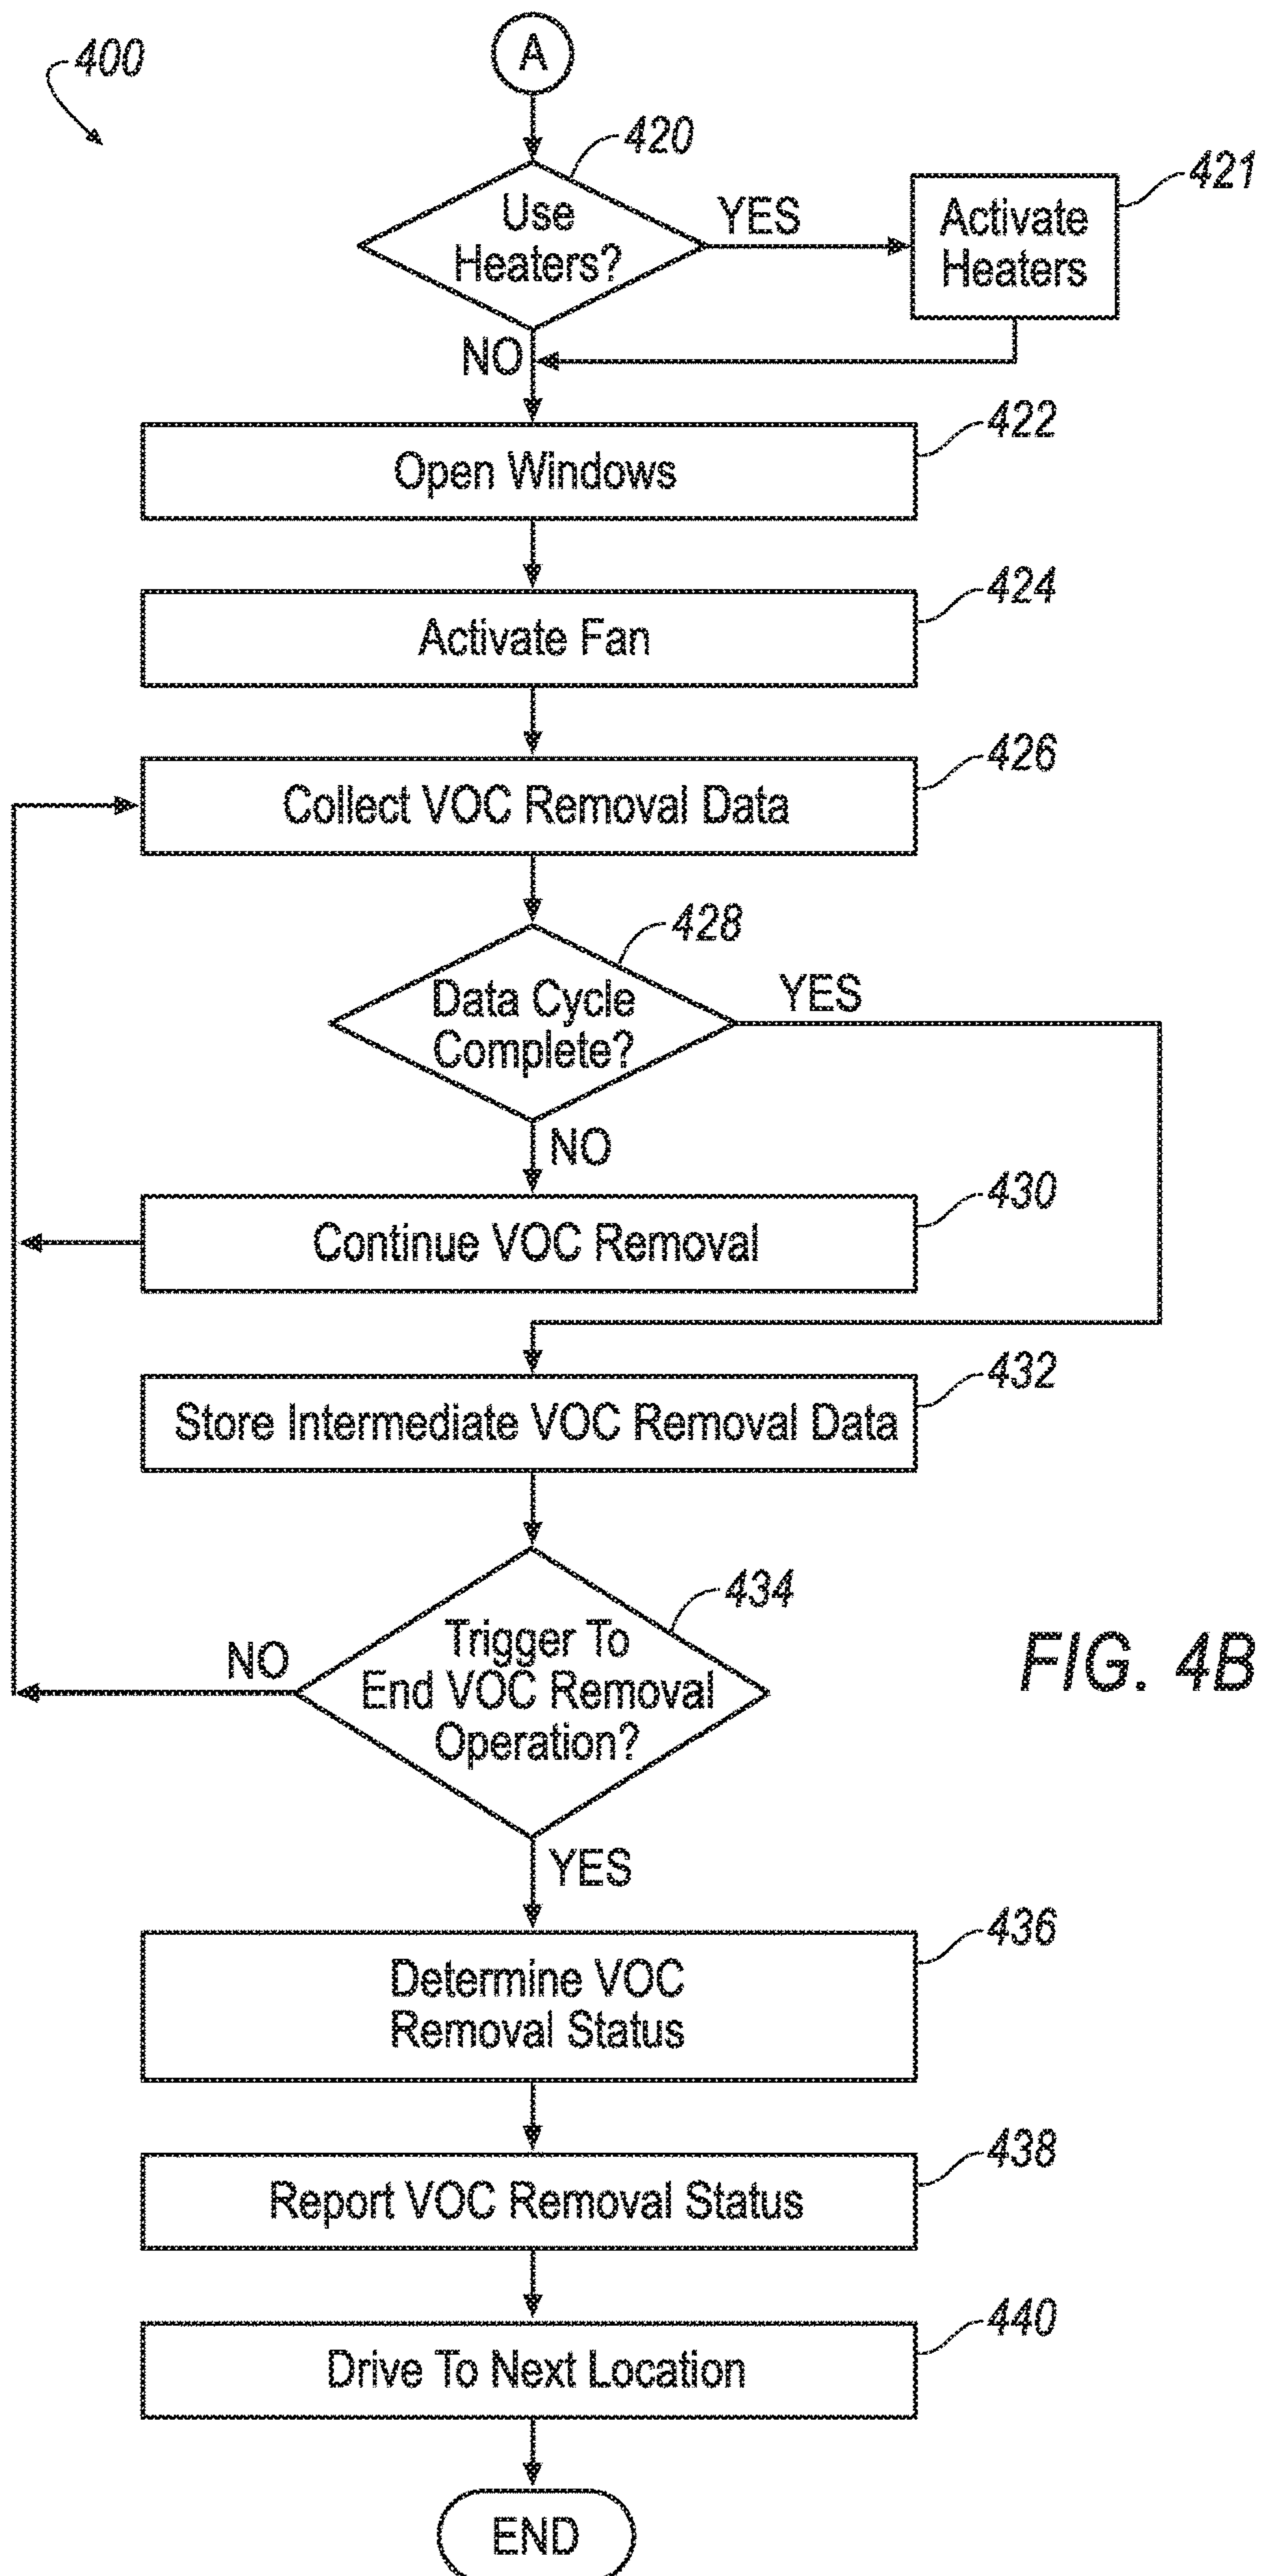 400
A
420
Use
Heaters?
YES
421
Activate
Heaters
NO
422
Open Windows
424
Activate Fan
426
Collect VOC Removal Data
428
Data Cycle
Complete?
YES
NO
430
Continue VOC Removal
432
Store Intermediate VOC Removal Data
434
Trigger To
End VOC Removal
Operation?
NO
FIG. 4B
YES
436
Determine VOC
Removal Status
438
Report VOC Removal Status
440
Drive To Next Location
END